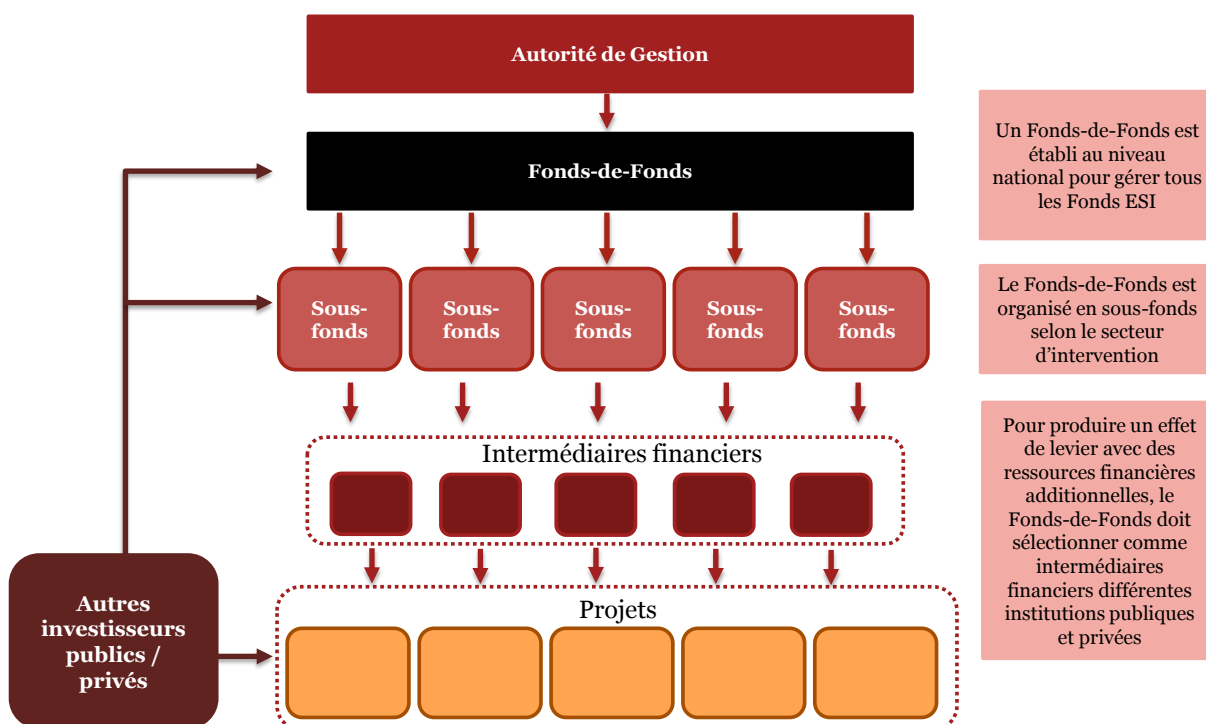 Autorité de Gestion
Fonds-de-Fonds
Sous-
fonds
Sous-
fonds
Sous-
fonds
Sous-
fonds
Sous-
fonds
Intermédiaires financiers
Projets
Autres
investisseurs
publics /
privés
Un Fonds-de-Fonds est
établi au niveau
national pour gérer tous
les Fonds ESI
Le Fonds-de-Fonds est
organisé en sous-fonds
selon le secteur
d’intervention
Pour produire un effet
de levier avec des
ressources financières
additionnelles, le
Fonds-de-Fonds doit
sélectionner comme
intermédiaires
financiers différentes
institutions publiques
et privées